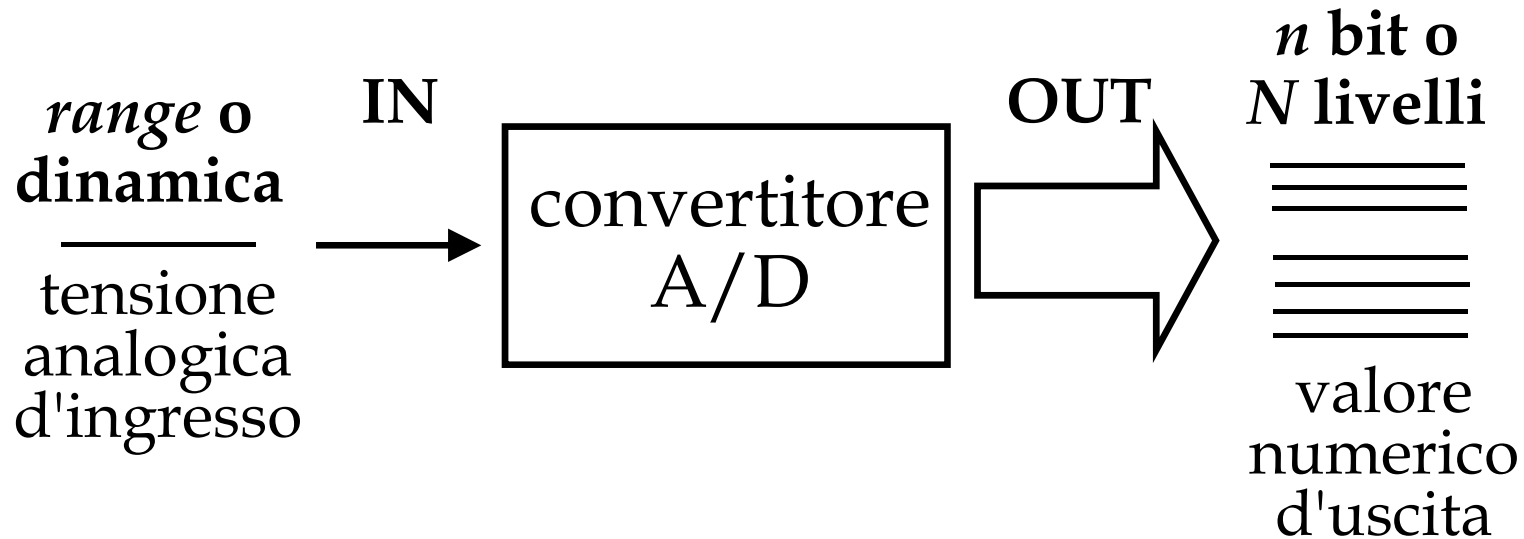 range o
dinamica
tensione
analogica
d'ingresso
IN
convertitore
A/D
OUT
n bit o
N livelli
valore
numerico
d'uscita